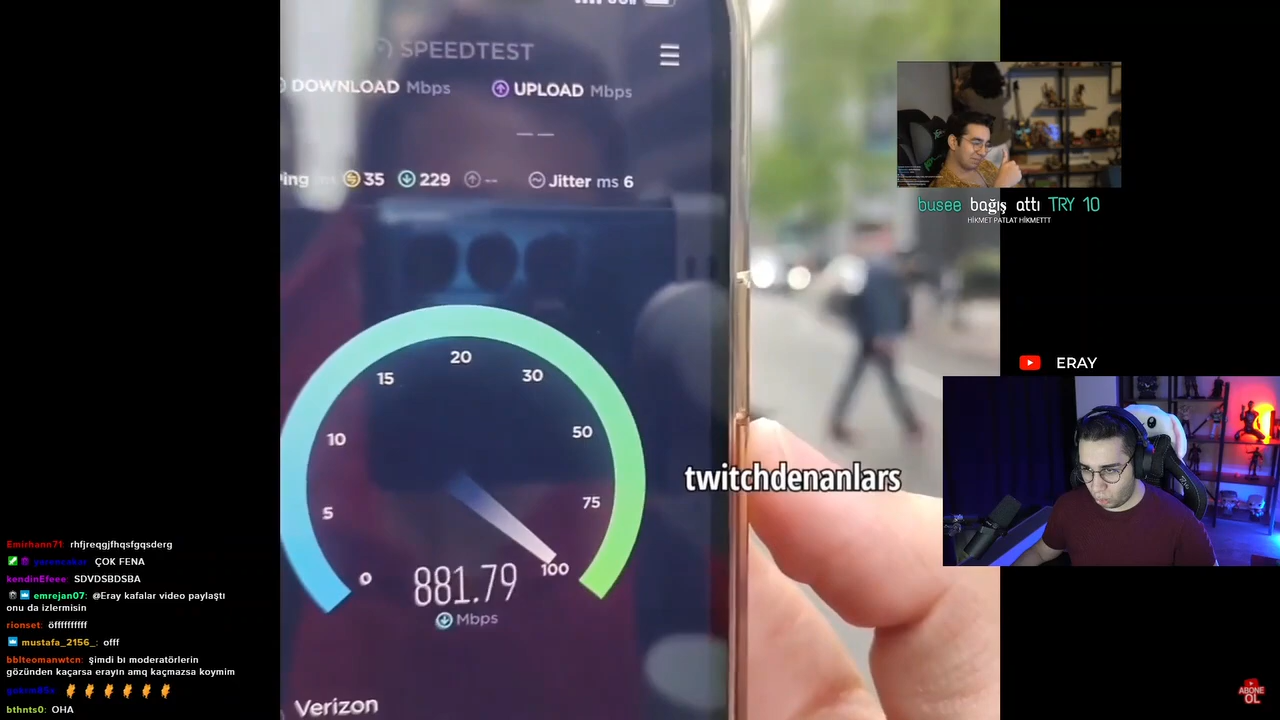 SPEEDTEST
DOWNLOAD Mbps
UPLOAD Mbps
Ping ms 35 229 -- Jitter ms 6
20
15
30
10
50
5
75
0
100
881.79
Mbps
Verizon
busee bağış attı TRY 10
HİKMET PATLAT HİKMETTT
ERAY
twitchdenanlars
Emirhann71 rhfjreqgjfhqsfgqsderg
ÇOK FENA
kendinEfeee SDVDSBDSBA
emrejan07: @Eray kafalar video paylaştı
onu da izlermisin
rionset: öffffffffff
mustafa_2156_: offf
bblteomanwtcn: şimdi bı moderatörlerin
gözünden kaçarsa erayın amq kaçmazsa koymim
bthnts0: OHA
ABONE
OL